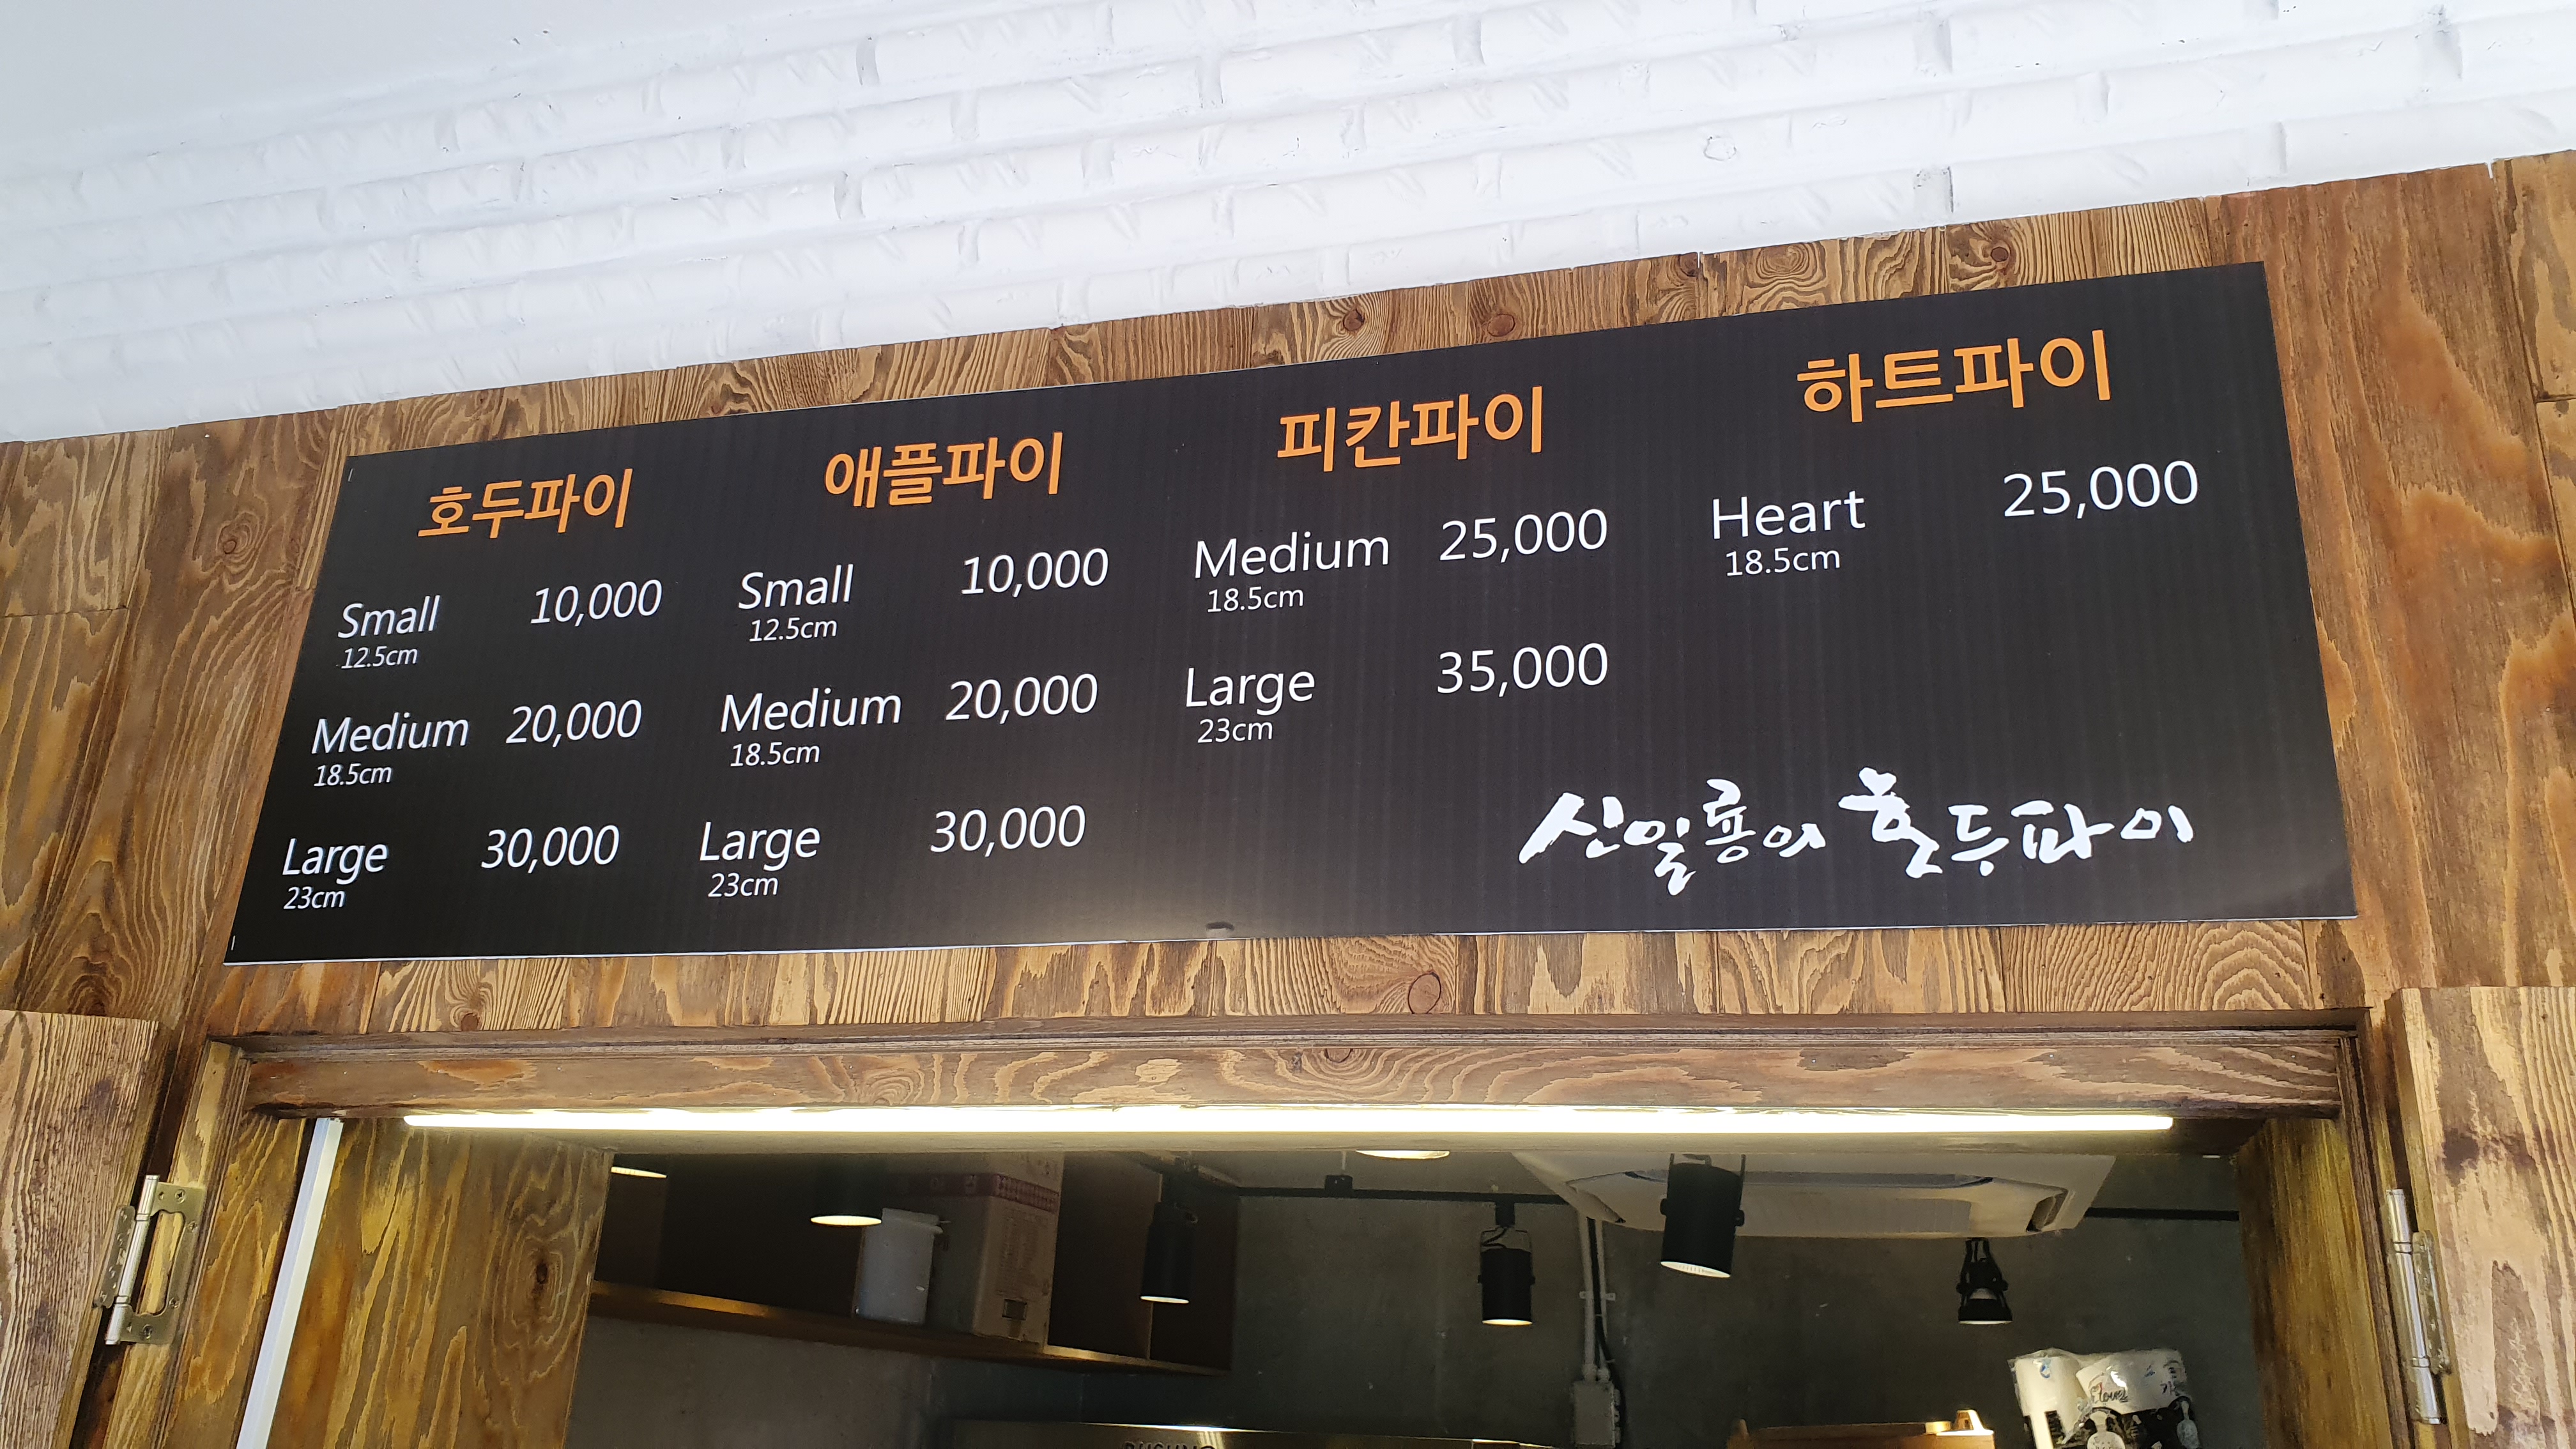 호두파이
Small 10,000
12.5cm
Medium 20,000
18.5cm
Large 30,000
23cm
애플파이
Small 10,000
12.5cm
Medium 20,000
18.5cm
Large 30,000
23cm
피칸파이
Medium 25,000
18.5cm
Large 35,000
23cm
하트파이
Heart 25,000
18.5cm
신일룡의 호두파이